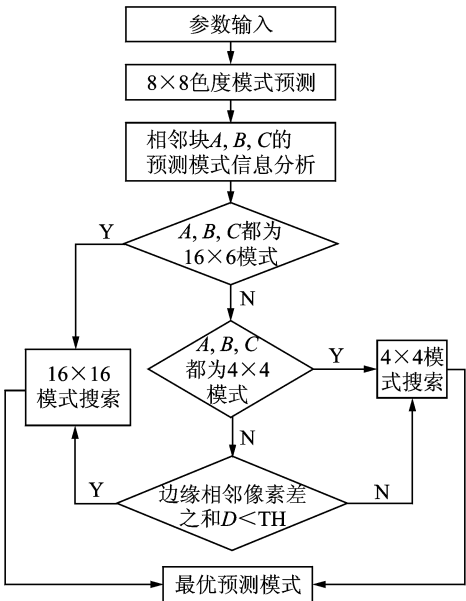 参数输入
8×8色度模式预测
相邻块A, B, C的
预测模式信息分析
A, B, C都为
16×6模式
Y
N
A, B, C
都为4×4
模式
Y
4×4模
式搜索
16×16
模式搜索
N
边缘相邻像素差
之和D<TH
Y
N
最优预测模式